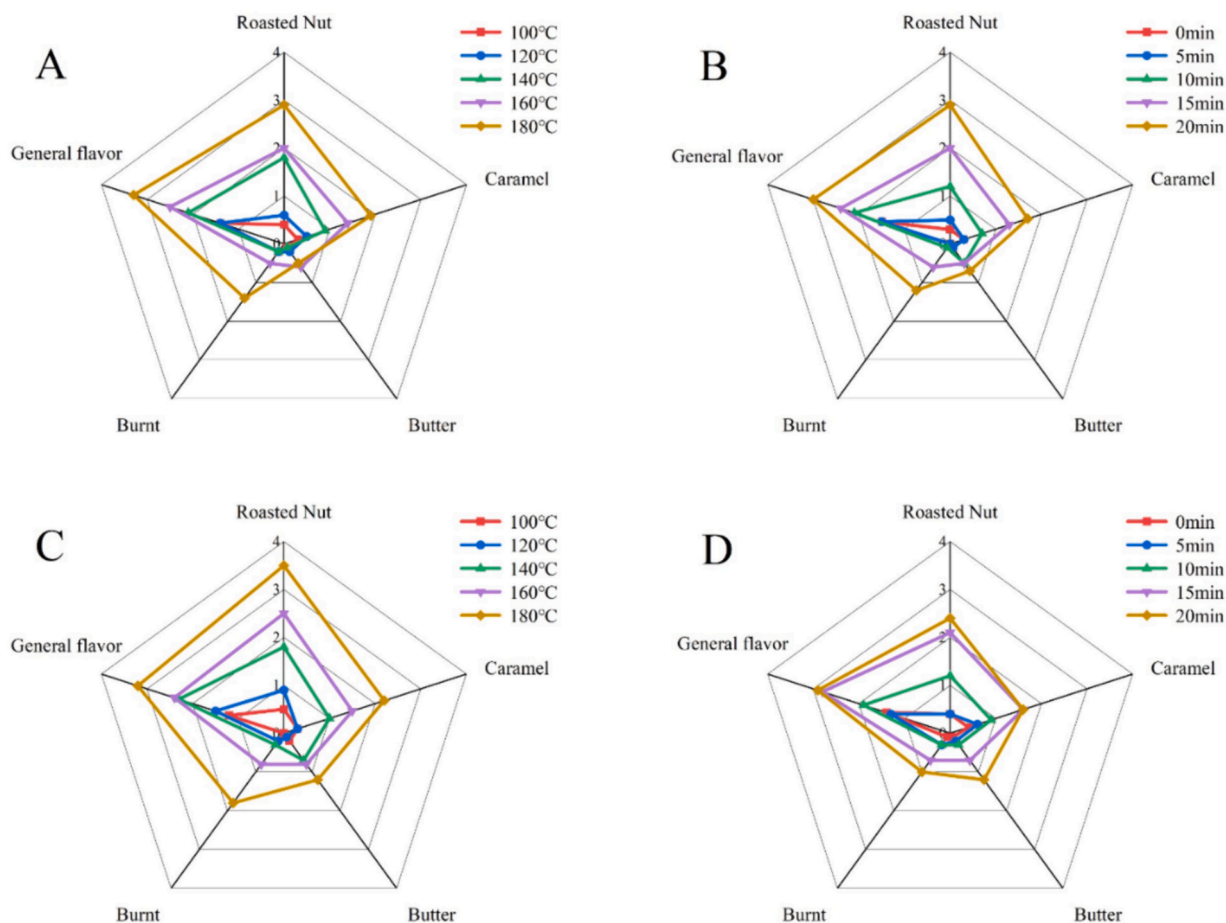 A
Roasted Nut
4
3
2
1
0
General flavor
Caramel
Burnt
Butter
100℃
120℃
140℃
160℃
180℃
B
Roasted Nut
4
3
2
1
General flavor
Caramel
Burnt
Butter
0min
5min
10min
15min
20min
C
Roasted Nut
4
3
2
1
0
General flavor
Caramel
Burnt
Butter
100℃
120℃
140℃
160℃
180℃
D
Roasted Nut
4
3
2
1
General flavor
Caramel
Burnt
Butter
0min
5min
10min
15min
20min